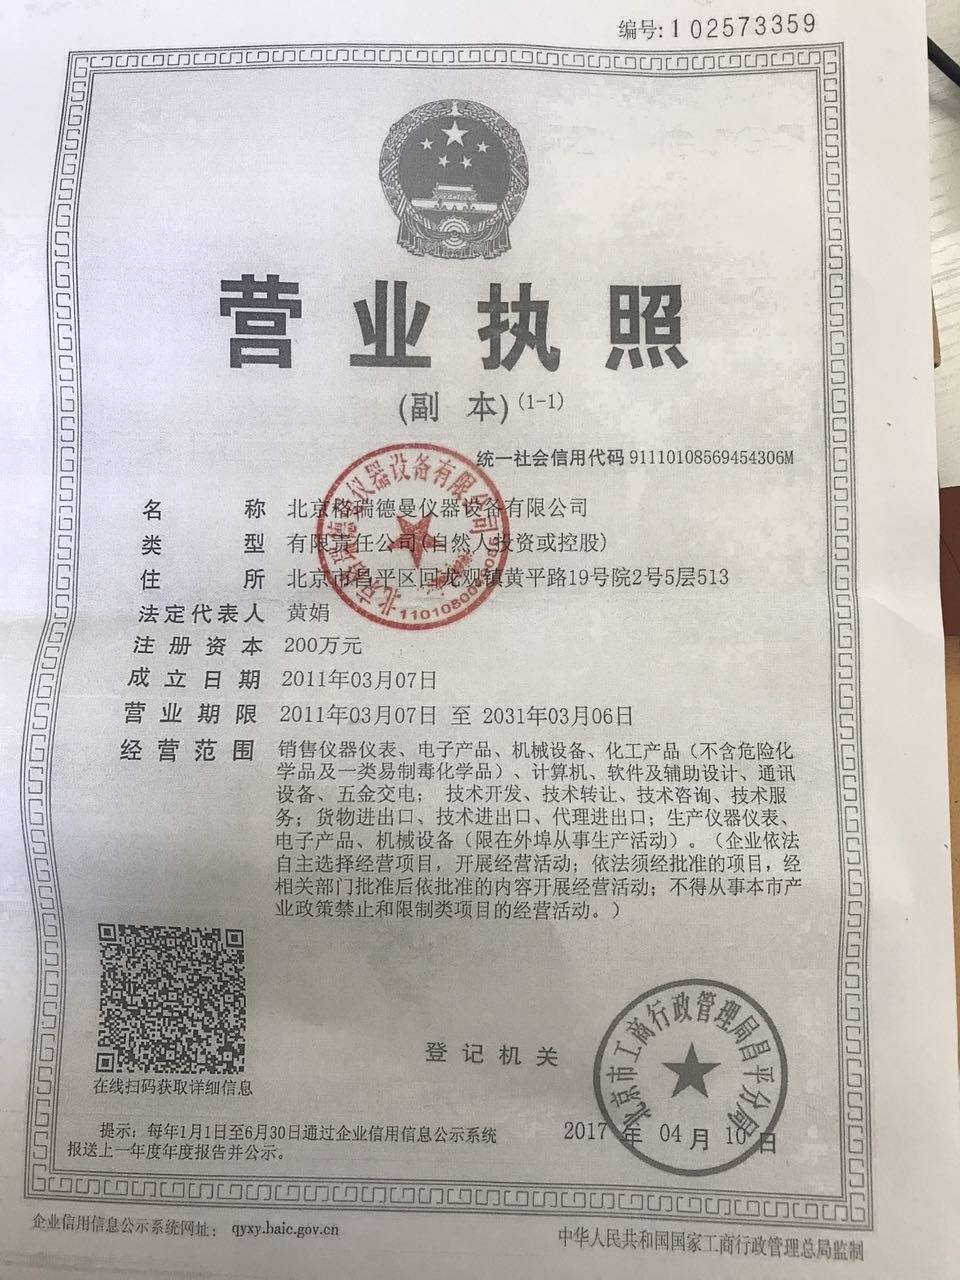 编号:1 02573359
营业执照
(副 本)(1-1)
统一社会信用代码 91110108569454306M
名称 北京格瑞德曼仪器设备有限公司
类型 有限责任公司(自然人投资或控股)
住所 北京市昌平区回龙观镇黄平路19号院2号5层513
法定代表人 黄娟
注册资本 200万元
成立日期 2011年03月07日
营业期限 2011年03月07日 至 2031年03月06日
经营范围 销售仪器仪表、电子产品、机械设备、化工产品（不含危险化
学品及一类易制毒化学品）、计算机、软件及辅助设计、通讯
设备、五金交电； 技术开发、技术转让、技术咨询、技术服
务；货物进出口、技术进出口、代理进出口；生产仪器仪表、
电子产品、机械设备（限在外埠从事生产活动）。（企业依法
自主选择经营项目，开展经营活动；依法须经批准的项目，经
相关部门批准后依批准的内容开展经营活动；不得从事本市产
业政策禁止和限制类项目的经营活动。）
北京格瑞德曼仪器设备有限公司
在线扫码获取详细信息
登记机关
北京市工商行政管理局昌平分局
2017 年 04 月 10 日
提示：每年1月1日至6月30日通过企业信用信息公示系统
报送上一年度年度报告并公示。
企业信用信息公示系统网址： qyxy.baic.gov.cn
中华人民共和国国家工商行政管理总局监制